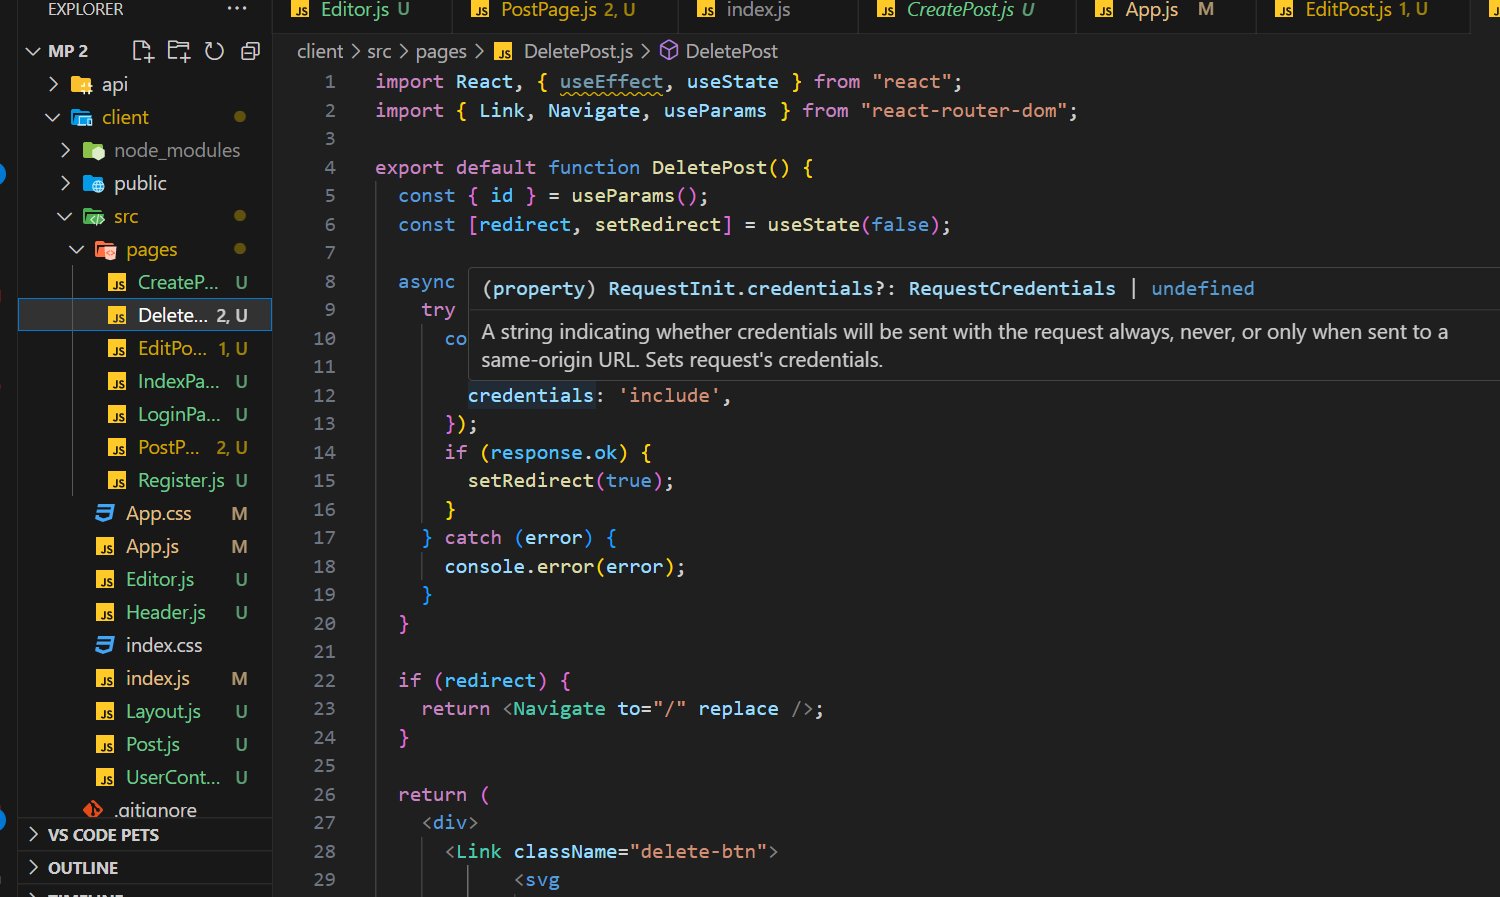 EXPLORER ...
Editor.js U
PostPage.js 2, U
index.js
CreatePost.js U
App.js M
EditPost.js 1, U
MP 2
api
client
node_modules
public
src
pages
CreateP... U
Delete... 2, U
EditPo... 1, U
IndexPa... U
LoginPa... U
PostP... 2, U
Register.js U
App.css M
App.js M
Editor.js U
Header.js U
index.css
index.js M
Layout.js U
Post.js U
UserCont... U
.gitignore
VS CODE PETS
OUTLINE
TIMELINE
client > src > pages > JS DeletePost.js > DeletePost
1 import React, { useEffect, useState } from "react";
2 import { Link, Navigate, useParams } from "react-router-dom";
3
4 export default function DeletePost() {
5 const { id } = useParams();
6 const [redirect, setRedirect] = useState(false);
7
8 async
9 try
10 co
11
(property) RequestInit.credentials?: RequestCredentials | undefined
A string indicating whether credentials will be sent with the request always, never, or only when sent to a
same-origin URL. Sets request's credentials.
12 credentials: 'include',
13 });
14 if (response.ok) {
15 setRedirect(true);
16 }
17 } catch (error) {
18 console.error(error);
19 }
20 }
21
22 if (redirect) {
23 return <Navigate to="/" replace />;
24 }
25
26 return (
27 <div>
28 <Link className="delete-btn">
29 <svg